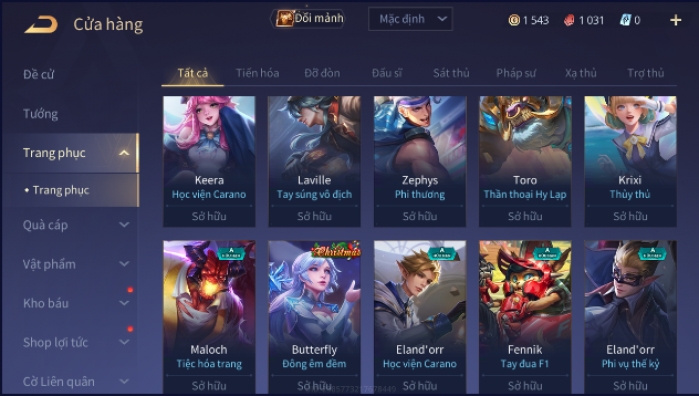 Cửa hàng
Đổi mảnh
Mặc định
1 543
1 031
0
Đề cử
Tướng
Trang phục
• Trang phục
Quà cáp
Vật phẩm
Kho báu
Shop lợi tức
Cờ Liên quân
Tất cả
Tiến hóa
Đỡ đòn
Đấu sĩ
Sát thủ
Pháp sư
Xạ thủ
Trợ thủ
Keera
Học viện Carano
Sở hữu
Laville
Tay súng vô địch
Sở hữu
Zephys
Phi thường
Sở hữu
Toro
Thần thoại Hy Lạp
Sở hữu
Krixi
Thủy thủ
Sở hữu
A
Maloch
Tiệc hóa trang
Sở hữu
Christmas
Butterfly
Đông êm đềm
Sở hữu
A
Eland'orr
Học viện Carano
Sở hữu
A
Fennik
Tay đua F1
Sở hữu
A
Eland'orr
Phi vụ thế kỷ
Sở hữu